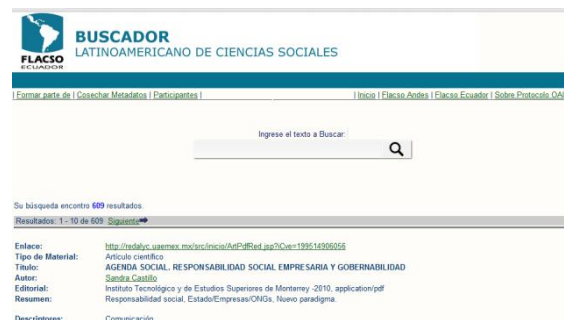 BUSCADOR
LATINOAMERICANO DE CIENCIAS SOCIALES
FLACSO
ECUADOR
| Formar parte de | Cosechar Metadatos | Participantes | | Inicio | Flacso Andes | Flacso Ecuador | Sobre Protocolo OAI
Ingrese el texto a Buscar:
Su búsqueda encontro 609 resultados.
Resultados: 1 - 10 de 609 Siguiente
Enlace: http://redalyc.uaemex.mx/src/inicio/ArtPdfRed.jsp?iCve=199514906056
Tipo de Material: Artículo científico
Título: AGENDA SOCIAL. RESPONSABILIDAD SOCIAL EMPRESARIA Y GOBERNABILIDAD
Autor: Sandra Castillo
Editorial: Instituto Tecnológico y de Estudios Superiores de Monterrey -2010, application/pdf
Resumen: Responsabilidad social, Estado/Empresas/ONGs, Nuevo paradigma.
Descriptores: Comunicación